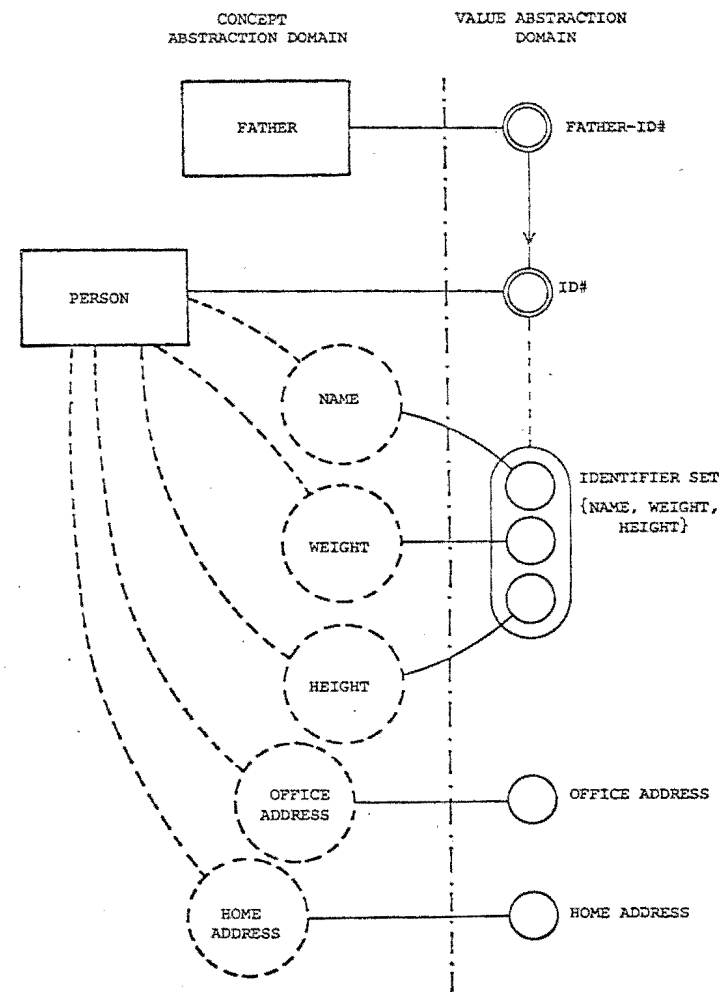 CONCEPT
ABSTRACTION DOMAIN
VALUE ABSTRACTION
DOMAIN
FATHER
FATHER-ID#
PERSON
ID#
NAME
IDENTIFIER SET
{NAME, WEIGHT,
HEIGHT}
WEIGHT
HEIGHT
OFFICE
ADDRESS
OFFICE ADDRESS
HOME
ADDRESS
HOME ADDRESS